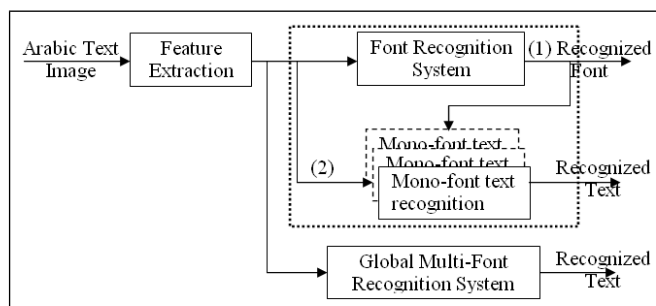 Arabic Text
Image
Feature
Extraction
Font Recognition
System
(1) Recognized
Font
Mono-font text
Mono-font text
(2)
Mono-font text
recognition
Recognized
Text
Global Multi-Font
Recognition System
Recognized
Text